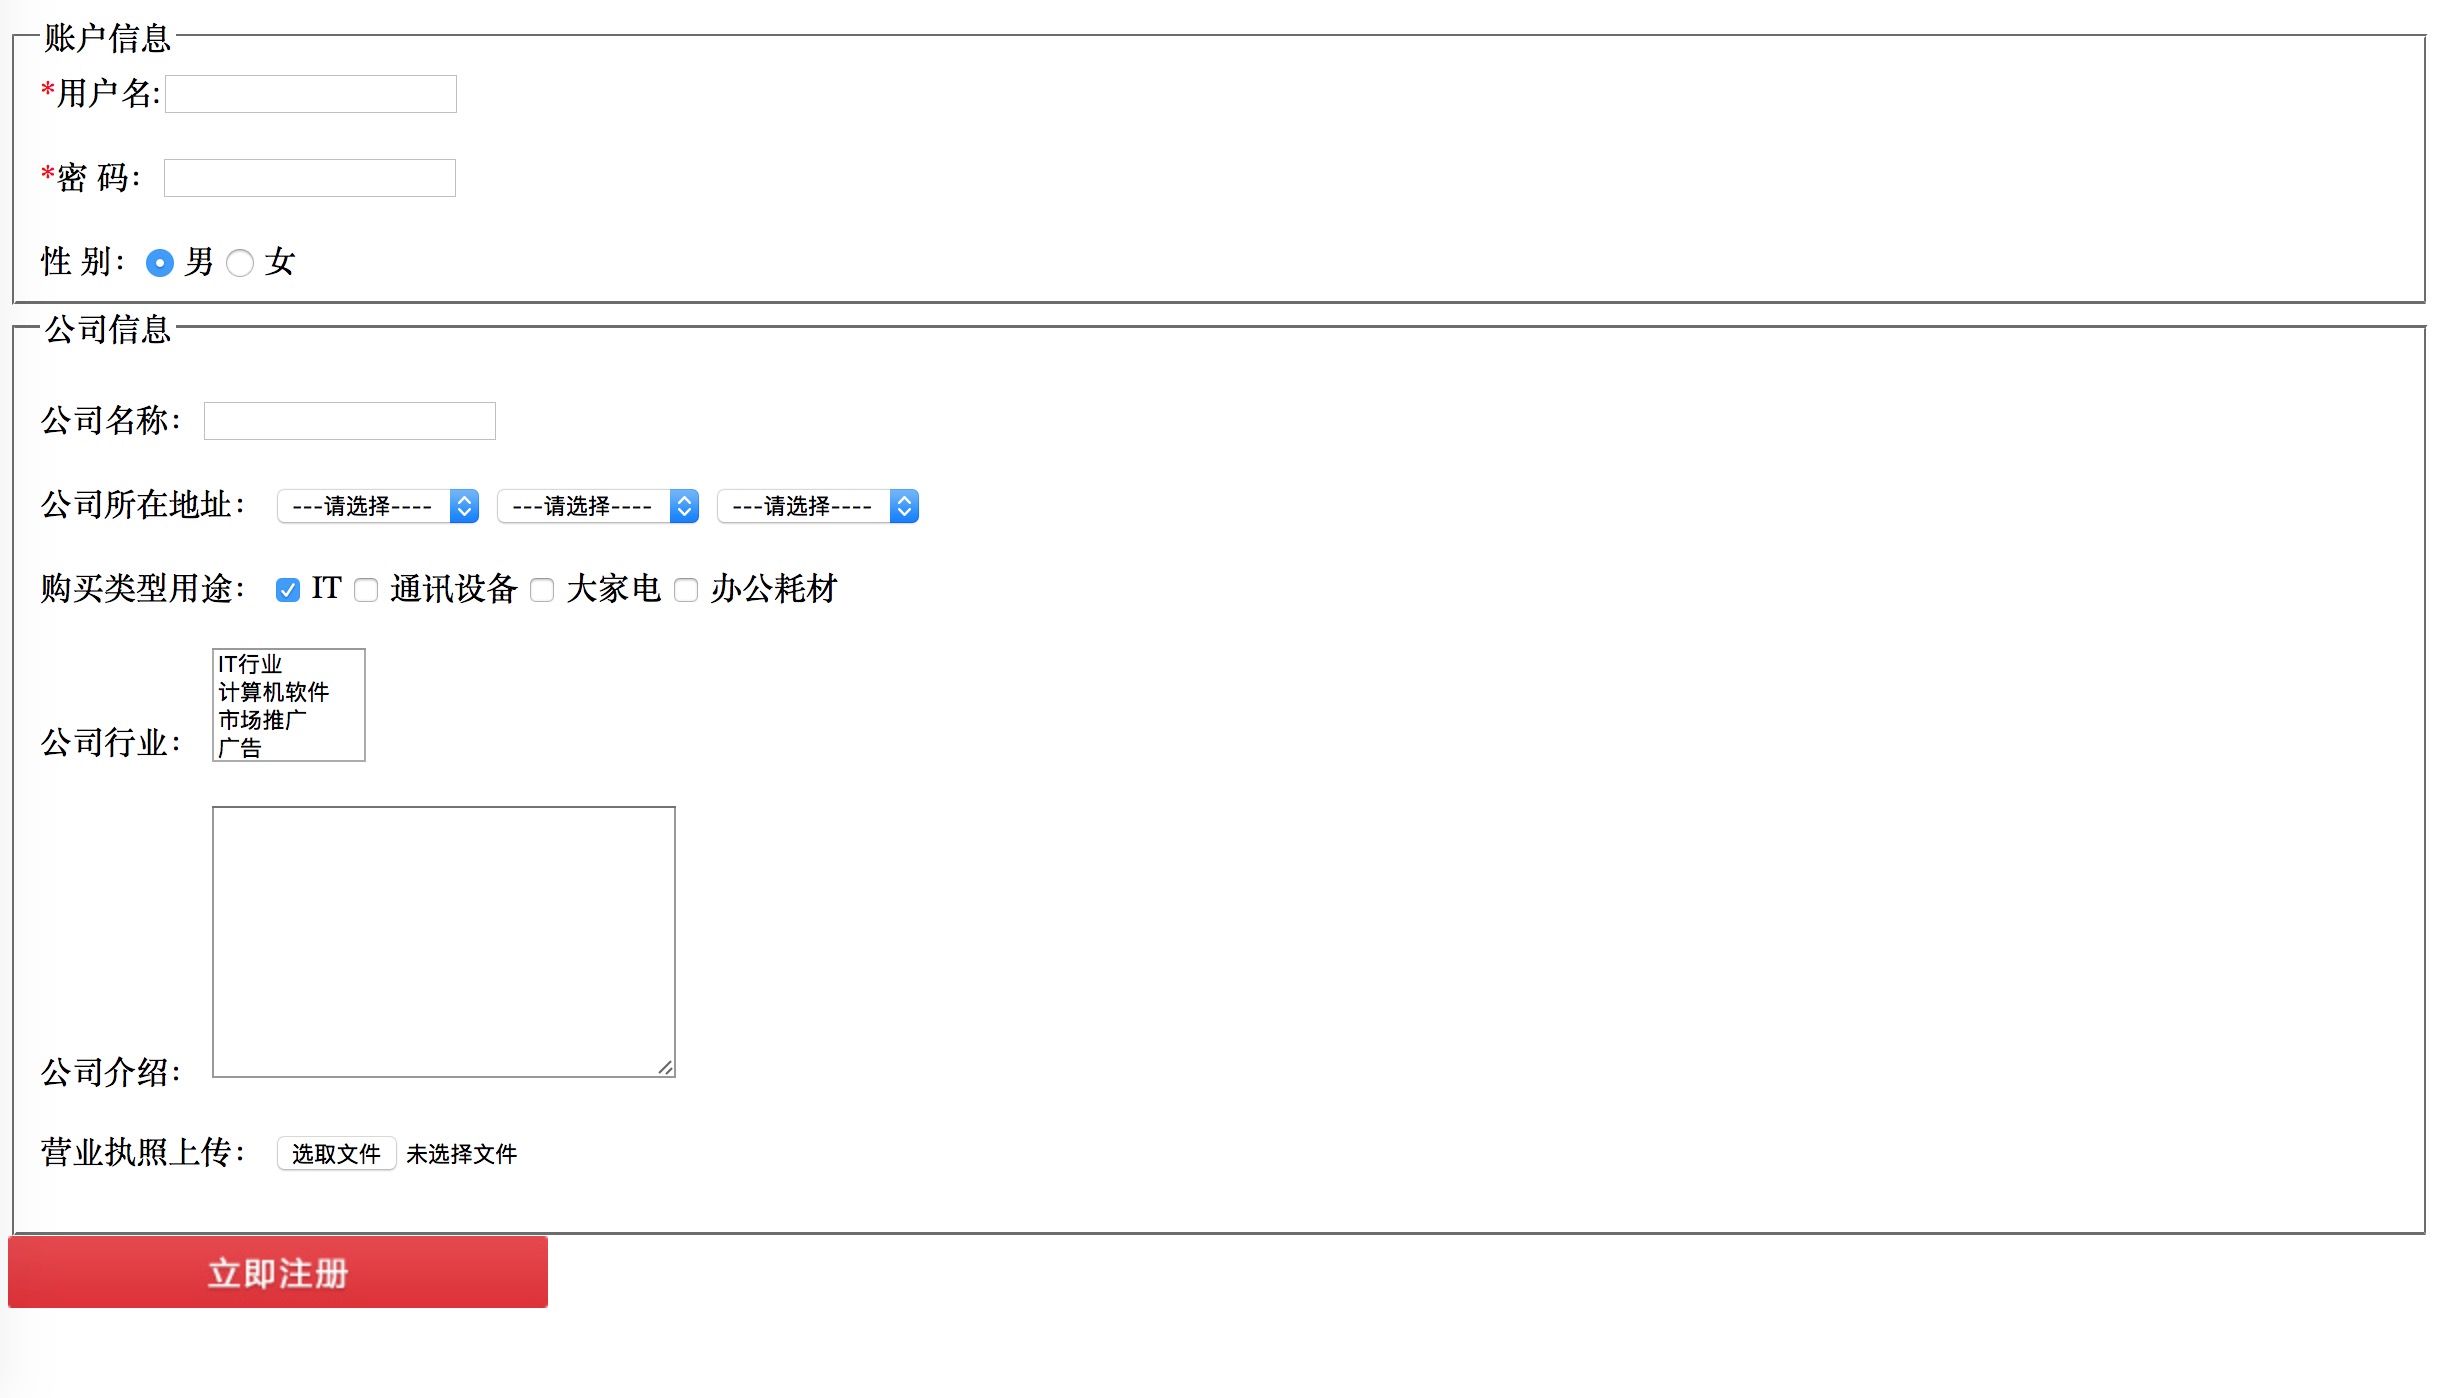 账户信息
*用户名:
*密 码：
性 别： 男 女
公司信息
公司名称：
公司所在地址： ---请选择---- ---请选择---- ---请选择----
购买类型用途： IT 通讯设备 大家电 办公耗材
IT行业
计算机软件
市场推广
广告
公司行业：
公司介绍：
营业执照上传： 选取文件 未选择文件
立即注册